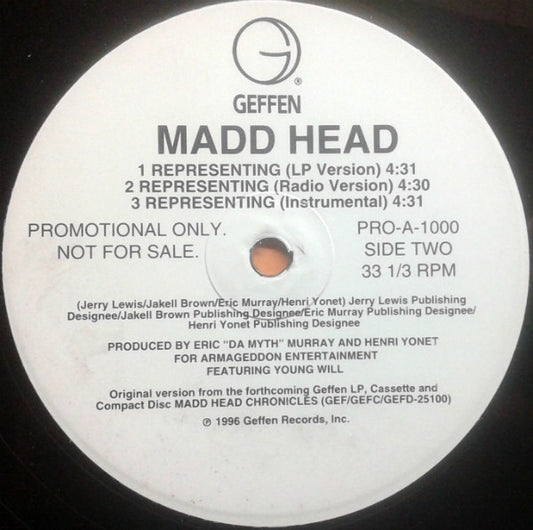 G
®
GEFFEN
MADD HEAD
1 REPRESENTING (LP Version) 4:31
2 REPRESENTING (Radio Version) 4:30
3 REPRESENTING (Instrumental) 4:31
PROMOTIONAL ONLY.
NOT FOR SALE.
PRO-A-1000
SIDE TWO
33 1/3 RPM
(Jerry Lewis/Jakell Brown/Eric Murray/Henri Yonet) Jerry Lewis Publishing
Designee/Jakell Brown Publishing Designee/Eric Murray Publishing Designee/
Henri Yonet Publishing Designee
PRODUCED BY ERIC "DA MYTH" MURRAY AND HENRI YONET
FOR ARMAGEDDON ENTERTAINMENT
FEATURING YOUNG WILL
Original version from the forthcoming Geffen LP, Cassette and
Compact Disc MADD HEAD CHRONICLES (GEF/GEFC/GEFD-25100)
℗ 1996 Geffen Records, Inc.